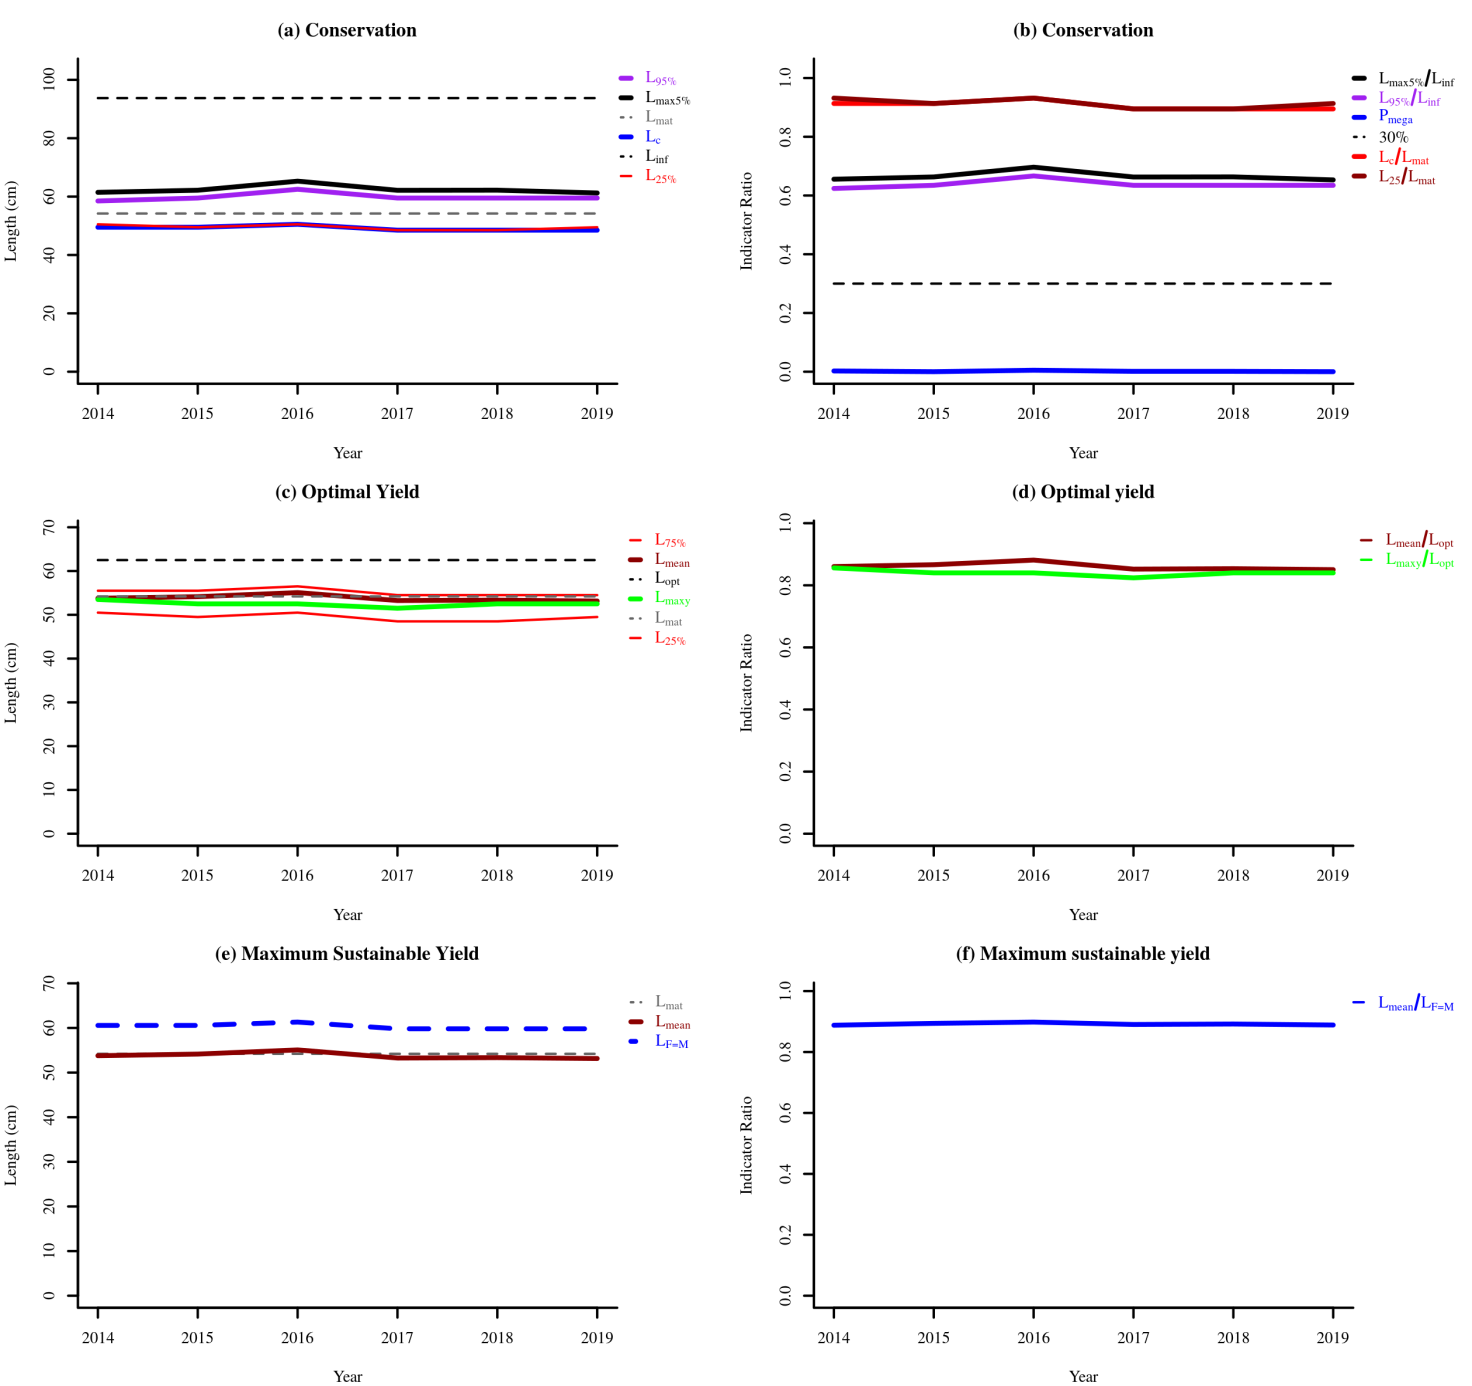 (a) Conservation
Length (cm)
100
80
60
40
20
0
2014 2015 2016 2017 2018 2019
Year
L95%
Lmax5%
Lmat
Lc
Linf
L25%
(b) Conservation
Indicator Ratio
1.0
0.8
0.6
0.4
0.2
0.0
2014 2015 2016 2017 2018 2019
Year
Lmax5%/Linf
L95%/Linf
Pmega
30%
Lc/Lmat
L25/Lmat
(c) Optimal Yield
Length (cm)
70
60
50
40
30
20
10
0
2014 2015 2016 2017 2018 2019
Year
L75%
Lmean
Lopt
Lmaxy
Lmat
L25%
(d) Optimal yield
Indicator Ratio
1.0
0.8
0.6
0.4
0.2
0.0
2014 2015 2016 2017 2018 2019
Year
Lmean/Lopt
Lmaxy/Lopt
(e) Maximum Sustainable Yield
Length (cm)
70
60
50
40
30
20
10
0
2014 2015 2016 2017 2018 2019
Year
Lmat
Lmean
LF=M
(f) Maximum sustainable yield
Indicator Ratio
1.0
0.8
0.6
0.4
0.2
0.0
2014 2015 2016 2017 2018 2019
Year
Lmean/LF=M